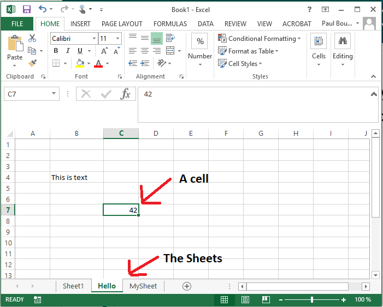 Book1 - Excel
FILE HOME INSERT PAGE LAYOUT FORMULAS DATA REVIEW VIEW ACROBAT Paul Bou...
Calibri 11
Paste
B I U
Number
Conditional Formatting
Format as Table
Cell Styles
Cells
Editing
Clipboard Font Alignment Styles
C7 fx 42
A B C D E F G H I J
1
2
3
4 This is text A cell
5
6
7 42
8
9
10
11
12 The Sheets
13
Sheet1 Hello MySheet
READY 100 %